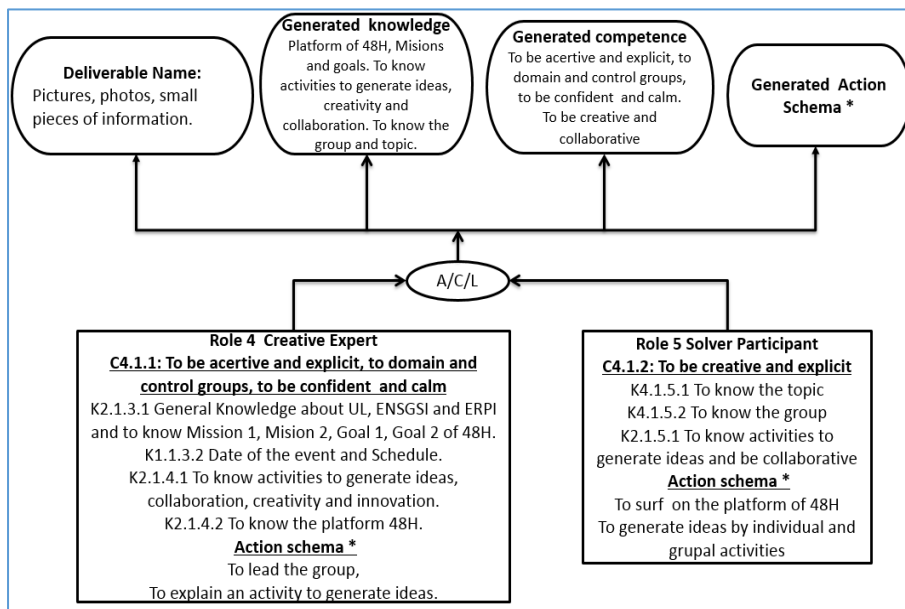 Deliverable Name:
Pictures, photos, small
pieces of information.
Generated knowledge
Platform of 48H, Misions
and goals. To know
activities to generate ideas,
creativity and
collaboration. To know the
group and topic.
Generated competence
To be acertive and explicit, to
domain and control groups,
to be confident and calm.
To be creative and
collaborative
Generated Action
Schema *
A/C/L
Role 4 Creative Expert
C4.1.1: To be acertive and explicit, to domain and
control groups, to be confident and calm
K2.1.3.1 General Knowledge about UL, ENSGSI and ERPI
and to know Mission 1, Mision 2, Goal 1, Goal 2 of 48H.
K1.1.3.2 Date of the event and Schedule.
K2.1.4.1 To know activities to generate ideas,
collaboration, creativity and innovation.
K2.1.4.2 To know the platform 48H.
Action schema *
To lead the group,
To explain an activity to generate ideas.
Role 5 Solver Participant
C4.1.2: To be creative and explicit
K4.1.5.1 To know the topic
K4.1.5.2 To know the group
K2.1.5.1 To know activities to
generate ideas and be collaborative
Action schema *
To surf on the platform of 48H
To generate ideas by individual and
grupal activities